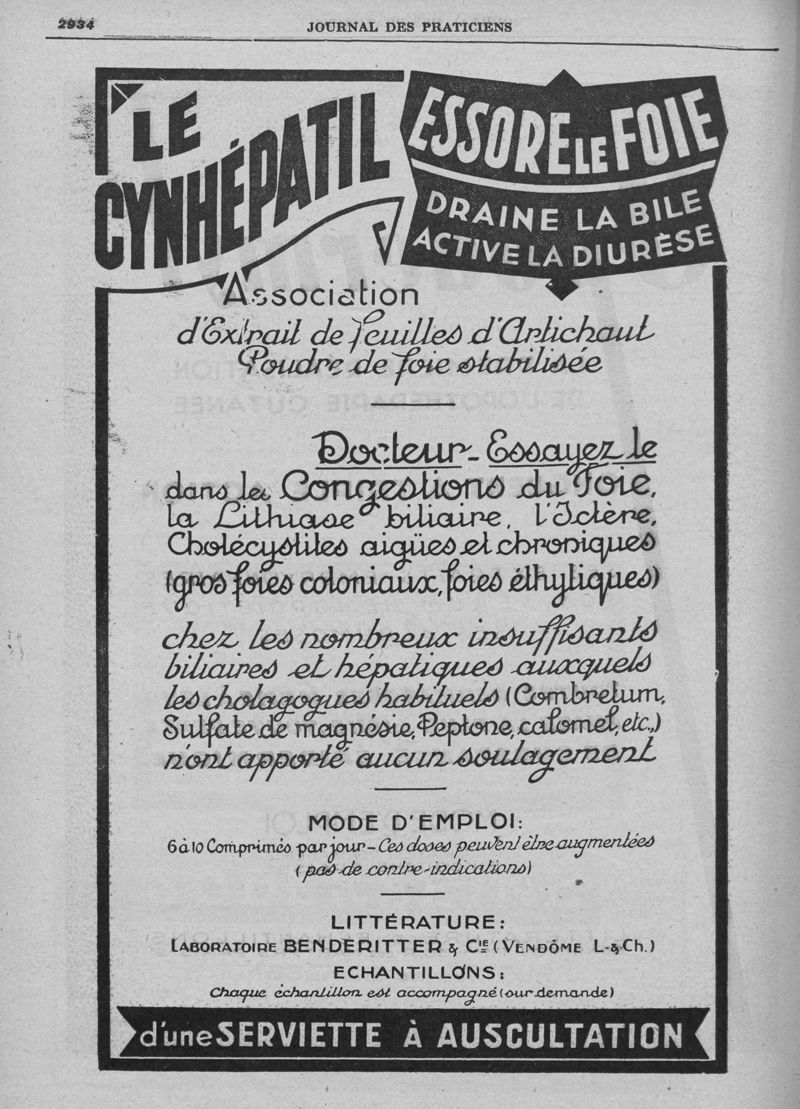 2934
JOURNAL DES PRATICIENS
LE
CYNHÉPATIL
ESSORE LE FOIE
DRAINE LA BILE
ACTIVE LA DIURÈSE
Association
d'Extrait de feuilles d'Artichaut
Poudre de foie stabilisée
Docteur - Essayez le
dans les Congestions du Foie,
la Lithiase biliaire, l'Ictère,
Cholécystites aigües et chroniques
(gros foies coloniaux, foies éthyliques)
chez les nombreux insuffisants
biliaires et hépatiques auxquels
les cholagogues habituels (Combretum,
Sulfate de magnésie, Peptone, calomel, etc.,)
n'ont apporté aucun soulagement
MODE D'EMPLOI:
6 à 10 Comprimés par jour - Ces doses peuvent être augmentées
(pas de contre-indications)
LITTÉRATURE:
LABORATOIRE BENDERITTER & CIE (VENDÔME L-&-Ch.)
ECHANTILLONS:
Chaque échantillon est accompagné (sur demande)
d'une SERVIETTE À AUSCULTATION